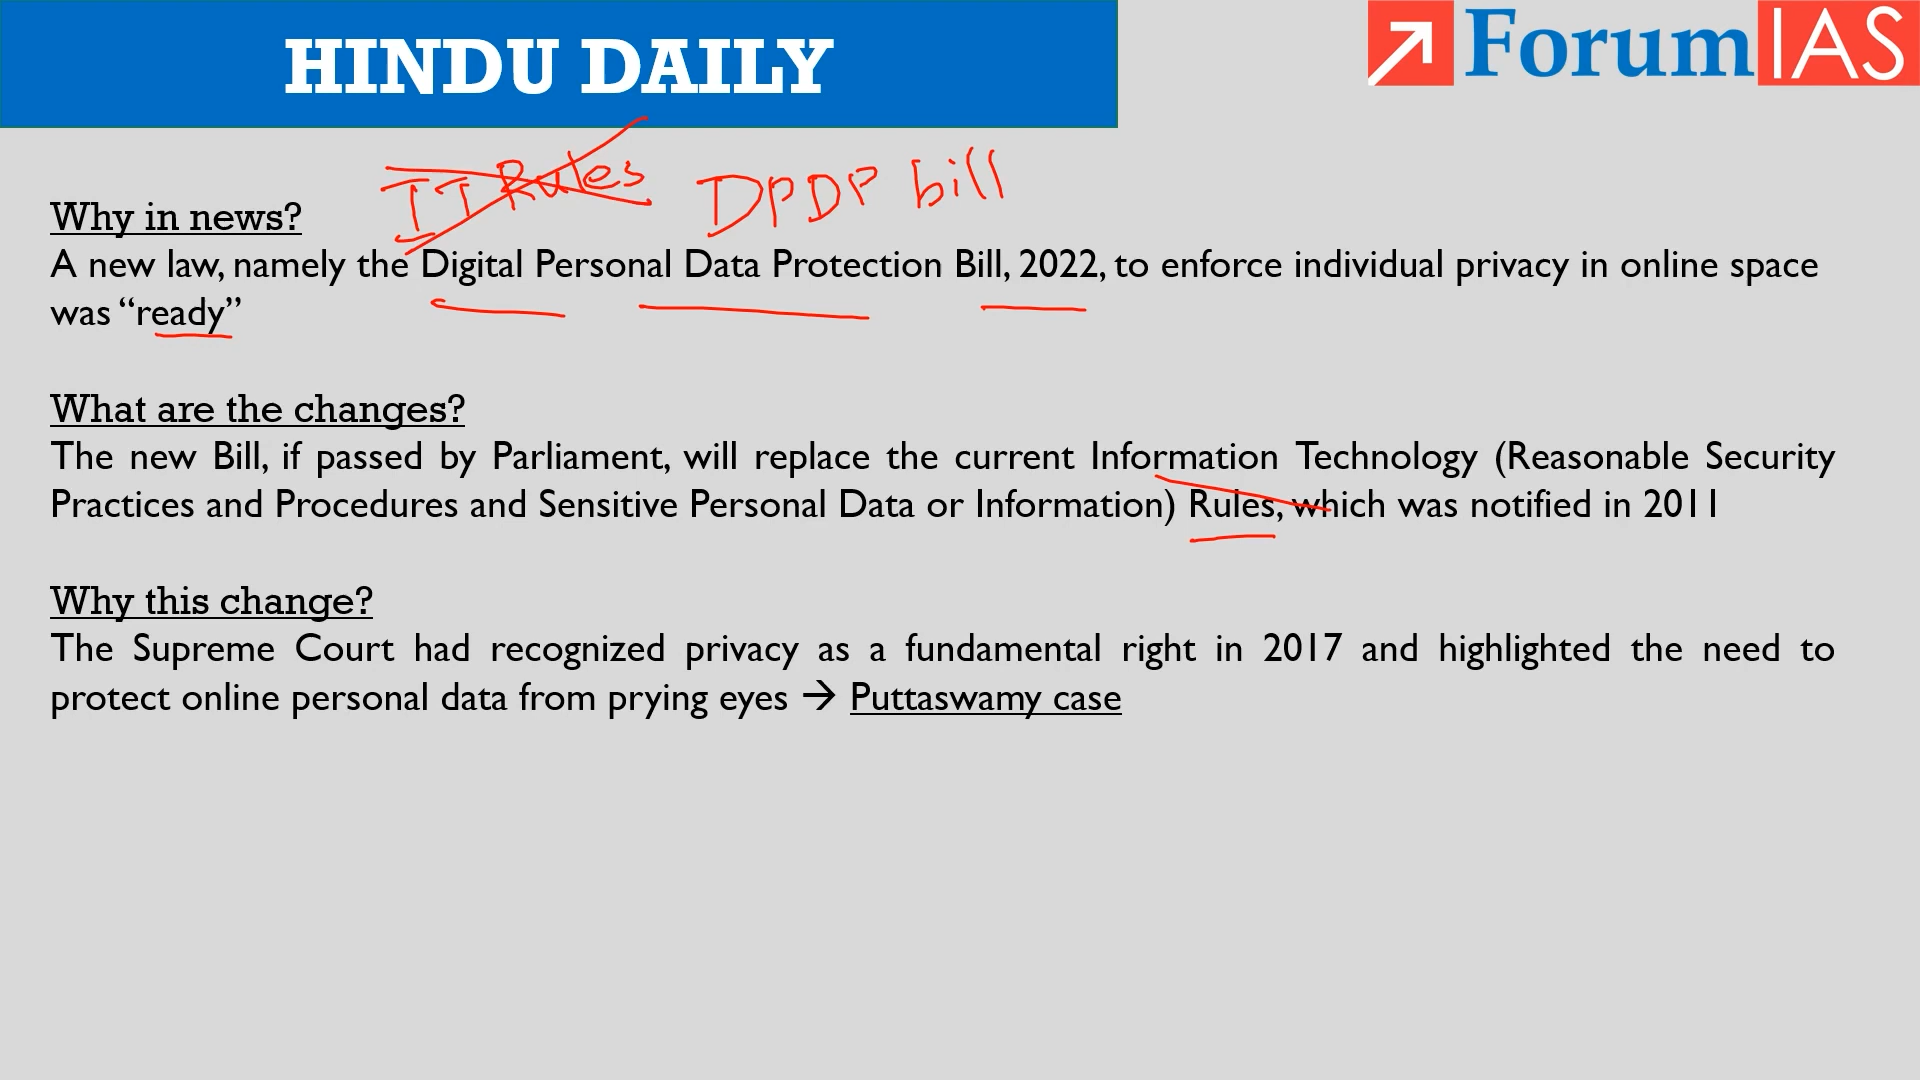 HINDU DAILY
ForumIAS
IT Rules DPDP bill
Why in news?
A new law, namely the Digital Personal Data Protection Bill, 2022, to enforce individual privacy in online space
was “ready”
What are the changes?
The new Bill, if passed by Parliament, will replace the current Information Technology (Reasonable Security
Practices and Procedures and Sensitive Personal Data or Information) Rules, which was notified in 2011
Why this change?
The Supreme Court had recognized privacy as a fundamental right in 2017 and highlighted the need to
protect online personal data from prying eyes → Puttaswamy case